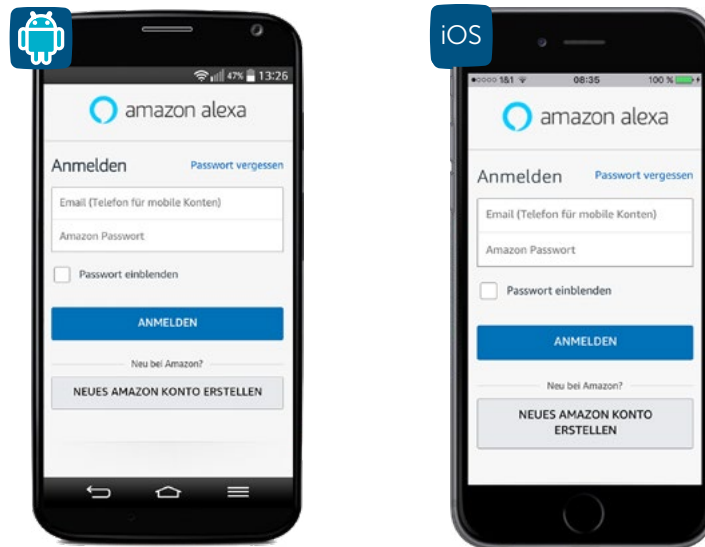 47% 13:26
amazon alexa
Anmelden Passwort vergessen
Email (Telefon für mobile Konten)
Amazon Passwort
Passwort einblenden
ANMELDEN
Neu bei Amazon?
NEUES AMAZON KONTO ERSTELLEN
iOS
1&1 08:35 100 %
amazon alexa
Anmelden Passwort vergessen
Email (Telefon für mobile Konten)
Amazon Passwort
Passwort einblenden
ANMELDEN
Neu bei Amazon?
NEUES AMAZON KONTO
ERSTELLEN